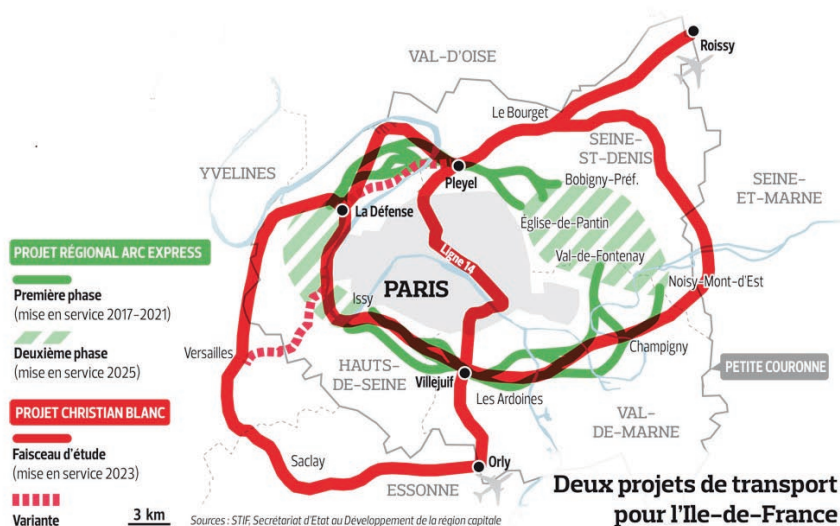 Roissy
VAL-D'OISE
Le Bourget
SEINE-
ST-DENIS
YVELINES
Pleyel
Bobigny-Préf.
SEINE-
ET-MARNE
La Défense
Église-de-Pantin
PROJET RÉGIONAL ARC EXPRESS
Ligne 14
Val-de-Fontenay
Première phase
(mise en service 2017-2021)
PARIS
Noisy-Mont-d'Est
Issy
Deuxième phase
(mise en service 2025)
Versailles
HAUTS-
DE-SEINE
Champigny
PETITE COURONNE
Villejuif
Les Ardoines
PROJET CHRISTIAN BLANC
VAL-
DE-MARNE
Faisceau d'étude
(mise en service 2023)
Saclay
Orly
ESSONNE
Variante
3 km
Sources : STIF, Secrétariat d'Etat au Développement de la région capitale
Deux projets de transport
pour l'Ile-de-France